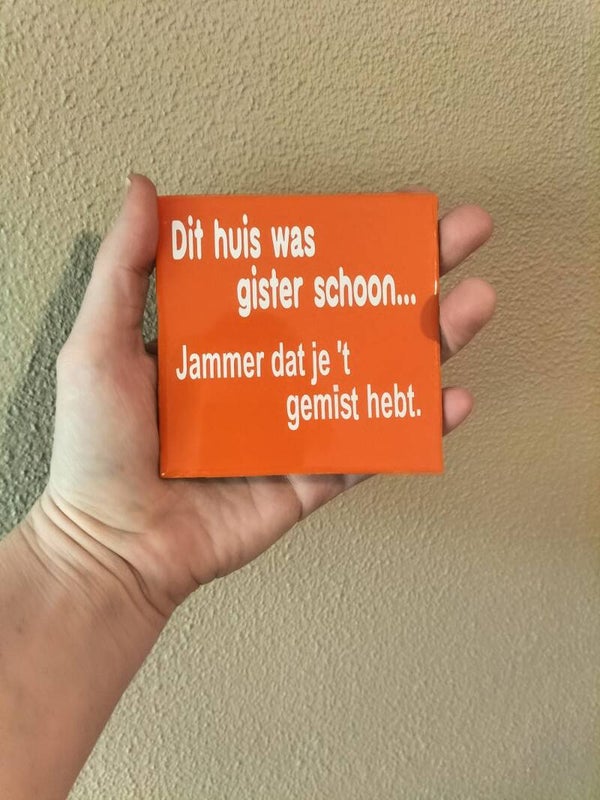 Dit huis was
gister schoon...
Jammer dat je 't
gemist hebt.